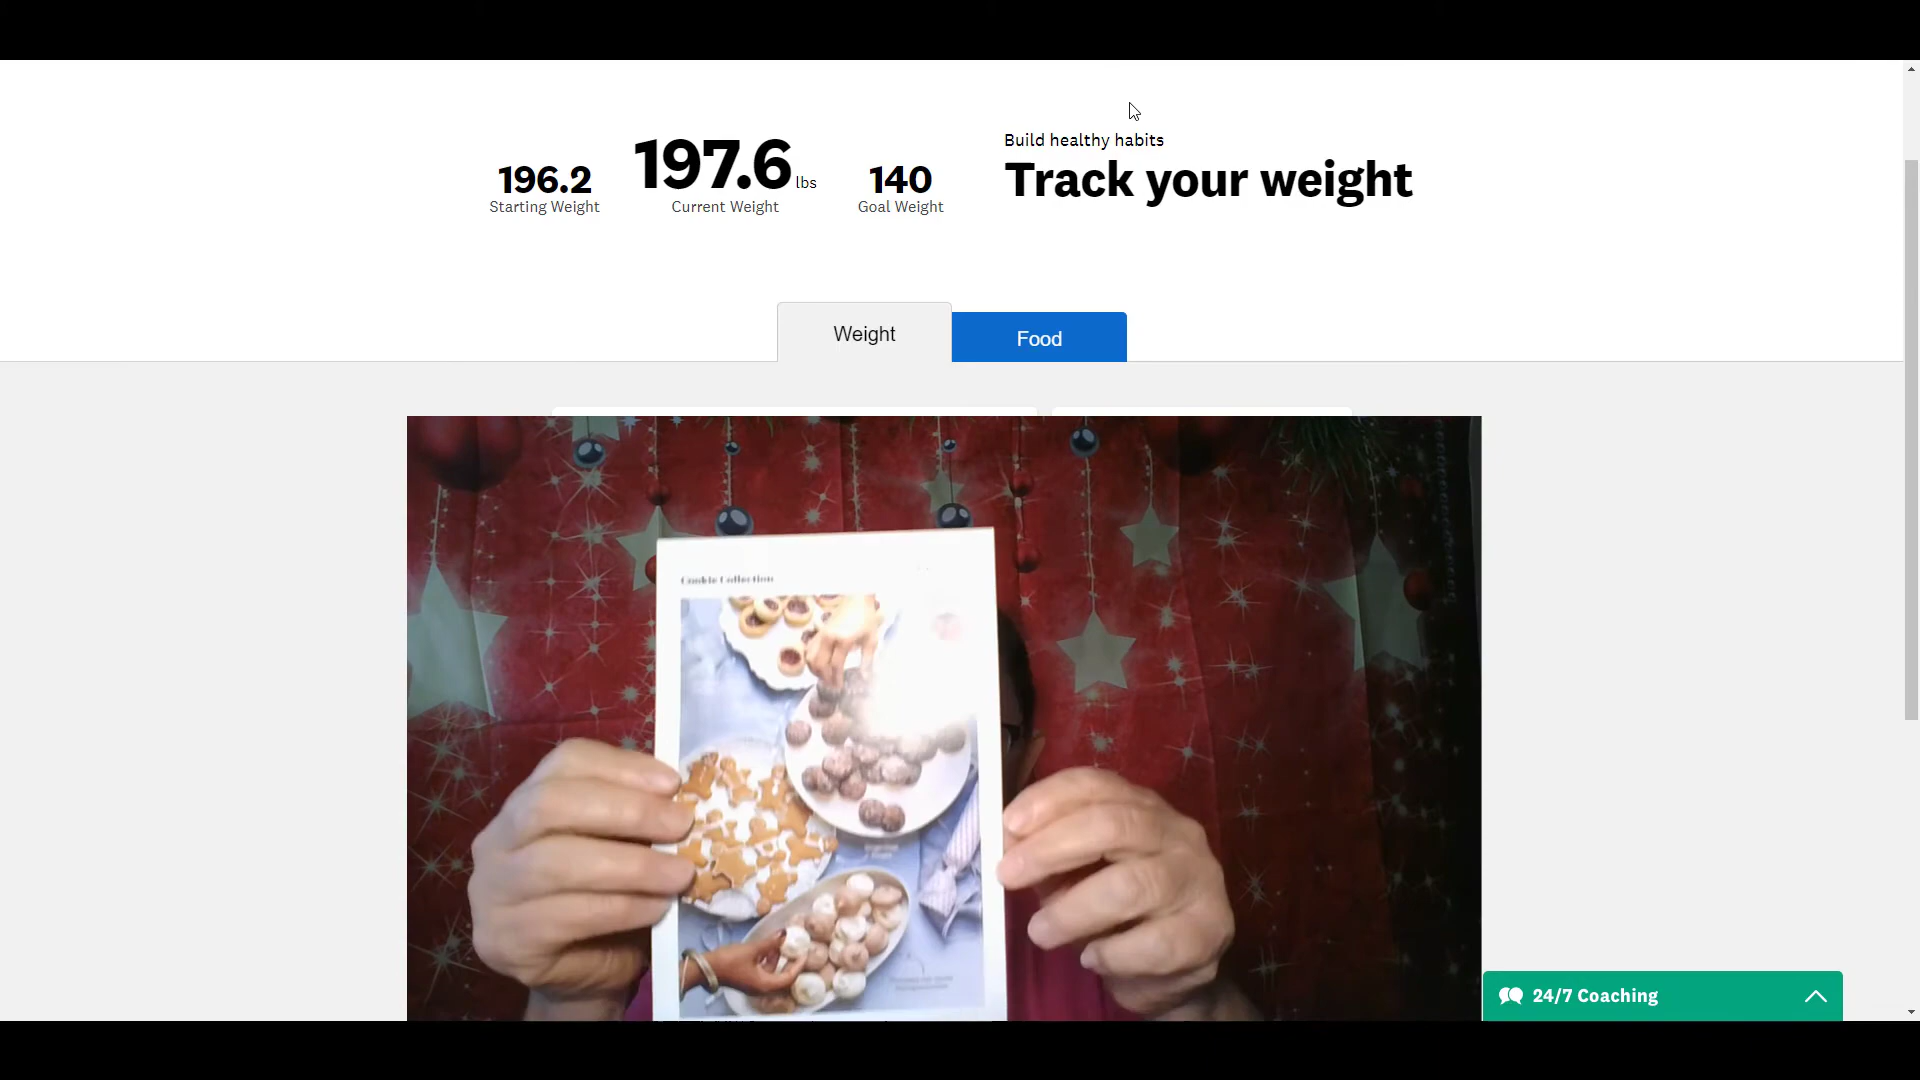 Build healthy habits
Track your weight
196.2
Starting Weight
197.6 lbs
Current Weight
140
Goal Weight
Weight
Food
Cookie Collection
24/7 Coaching